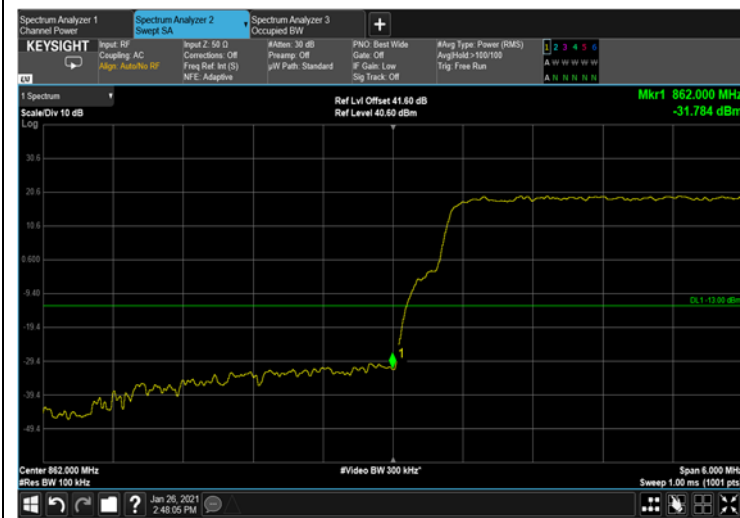 Spectrum Analyzer 1
Channel Power
Spectrum Analyzer 2
Swept SA
Spectrum Analyzer 3
Occupied BW
+
KEYSIGHT
Input: RF
Coupling: AC
Align: Auto/No RF
Input Z: 50 Ω
Corrections: Off
Freq Ref: Int (S)
NFE: Adaptive
#Atten: 30 dB
Preamp: Off
µW Path: Standard
PNO: Best Wide
Gate: Off
IF Gain: Low
Sig Track: Off
#Avg Type: Power (RMS)
Avg|Hold:>100/100
Trig: Free Run
1 2 3 4 5 6
A W W W W W
A N N N N N
1 Spectrum
Scale/Div 10 dB
Ref Lvl Offset 41.60 dB
Ref Level 40.60 dBm
Mkr1 862.000 MHz
-31.784 dBm
Log
30.6
20.6
10.6
0.600
-9.40
-19.4
-29.4
-39.4
-49.4
DL1 -13.00 dBm
1
Center 862.000 MHz
#Res BW 100 kHz
#Video BW 300 kHz*
Span 6.000 MHz
Sweep 1.00 ms (1001 pts)
?
Jan 26, 2021
2:48:05 PM